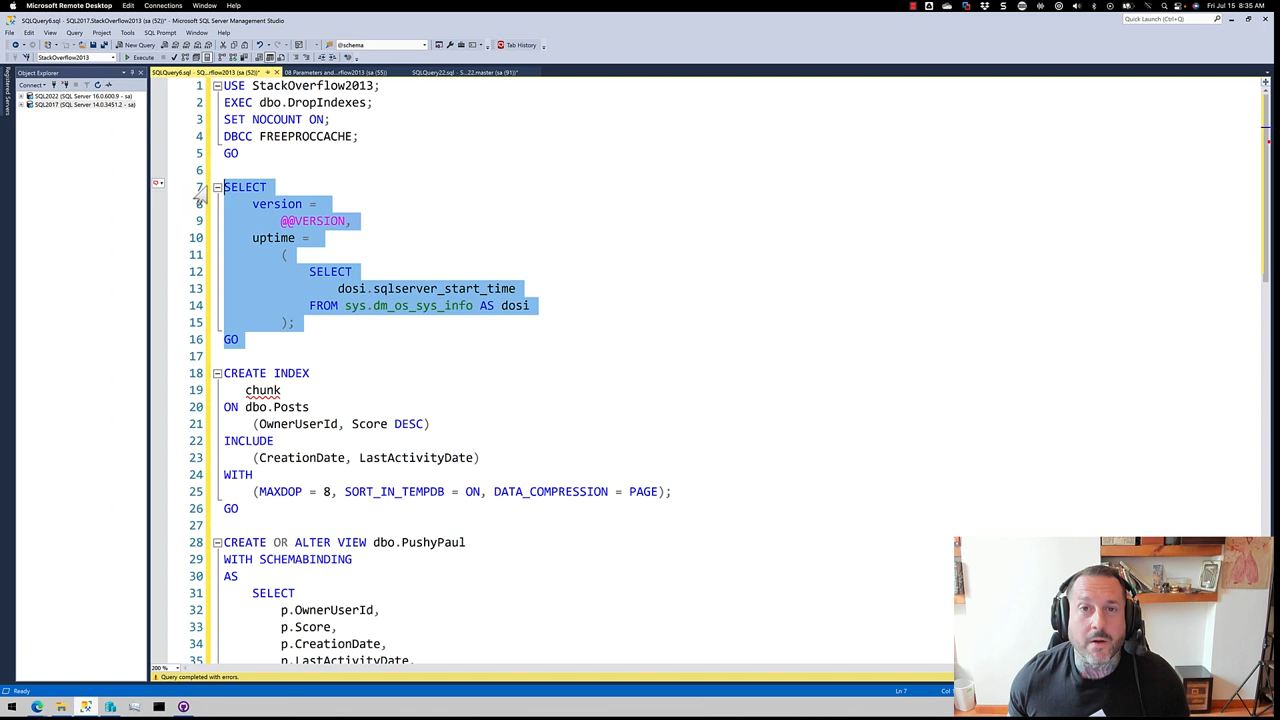 Microsoft Remote Desktop Edit Connections Window Help
Fri Jul 15 8:35 AM
SQLQuery6.sql - SQL2017.StackOverflow2013 (sa (52))* - Microsoft SQL Server Management Studio
Quick Launch (Ctrl+Q)
File Edit View Query Project Tools SQL Prompt Window Help
New Query
@schema
Tab History
StackOverflow2013
Execute
Registered Servers
Object Explorer
SQLQuery6.sql - SQ...rflow2013 (sa (52))*
08 Parameters and...rflow2013 (sa (55))
SQLQuery22.sql - S...22.master (sa (91))*
Connect
SQL2022 (SQL Server 16.0.600.9 - sa)
SQL2017 (SQL Server 14.0.3451.2 - sa)
1 USE StackOverflow2013;
2 EXEC dbo.DropIndexes;
3 SET NOCOUNT ON;
4 DBCC FREEPROCCACHE;
5 GO
6
7 SELECT
8 version =
9 @@VERSION,
10 uptime =
11 (
12 SELECT
13 dosi.sqlserver_start_time
14 FROM sys.dm_os_sys_info AS dosi
15 );
16 GO
17
18 CREATE INDEX
19 chunk
20 ON dbo.Posts
21 (OwnerUserId, Score DESC)
22 INCLUDE
23 (CreationDate, LastActivityDate)
24 WITH
25 (MAXDOP = 8, SORT_IN_TEMPDB = ON, DATA_COMPRESSION = PAGE);
26 GO
27
28 CREATE OR ALTER VIEW dbo.PushyPaul
29 WITH SCHEMABINDING
30 AS
31 SELECT
32 p.OwnerUserId,
33 p.Score,
34 p.CreationDate,
35 p.LastActivityDate,
200 %
Query completed with errors.
Ready
Ln 7
Col 1